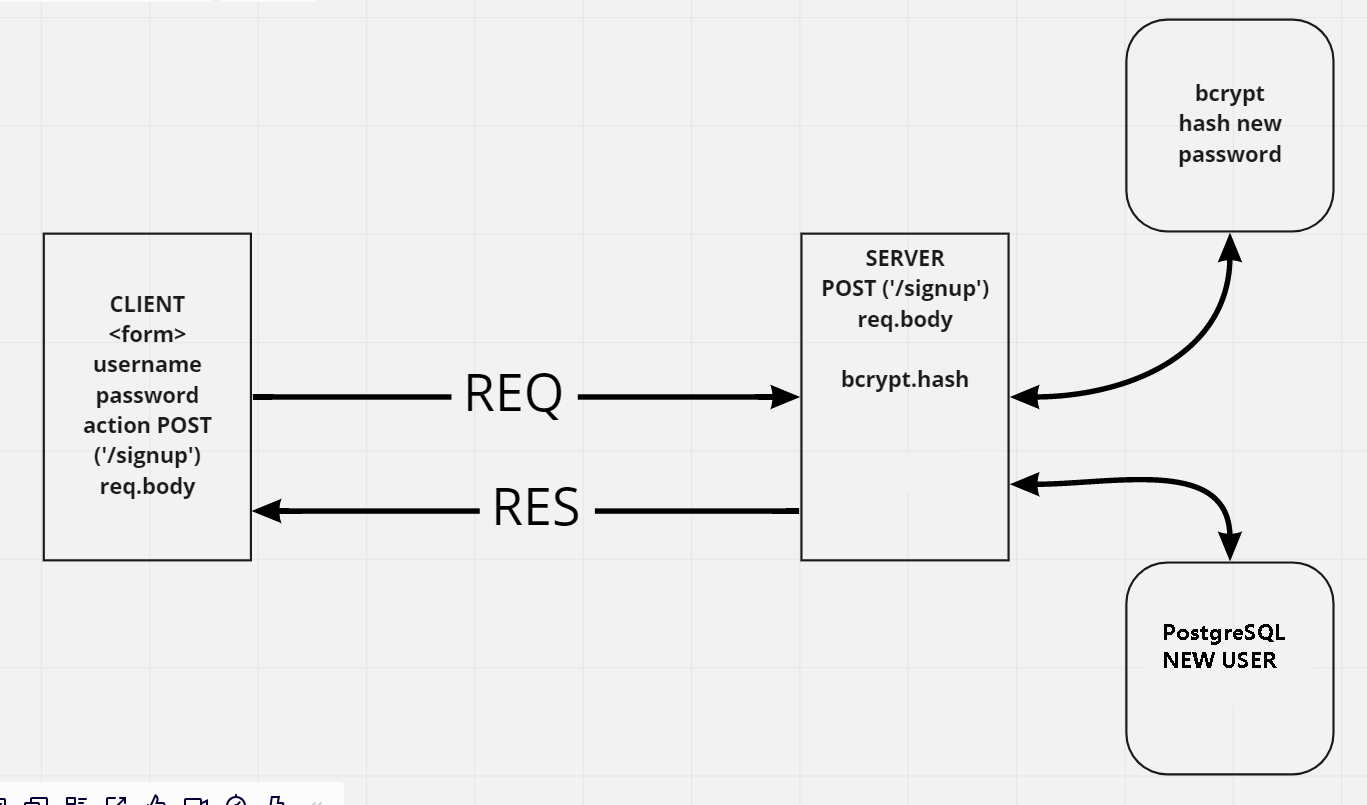 bcrypt
hash new
password
CLIENT
<form>
username
password
action POST
('/signup')
req.body
REQ
RES
SERVER
POST ('/signup')
req.body
bcrypt.hash
PostgreSQL
NEW USER